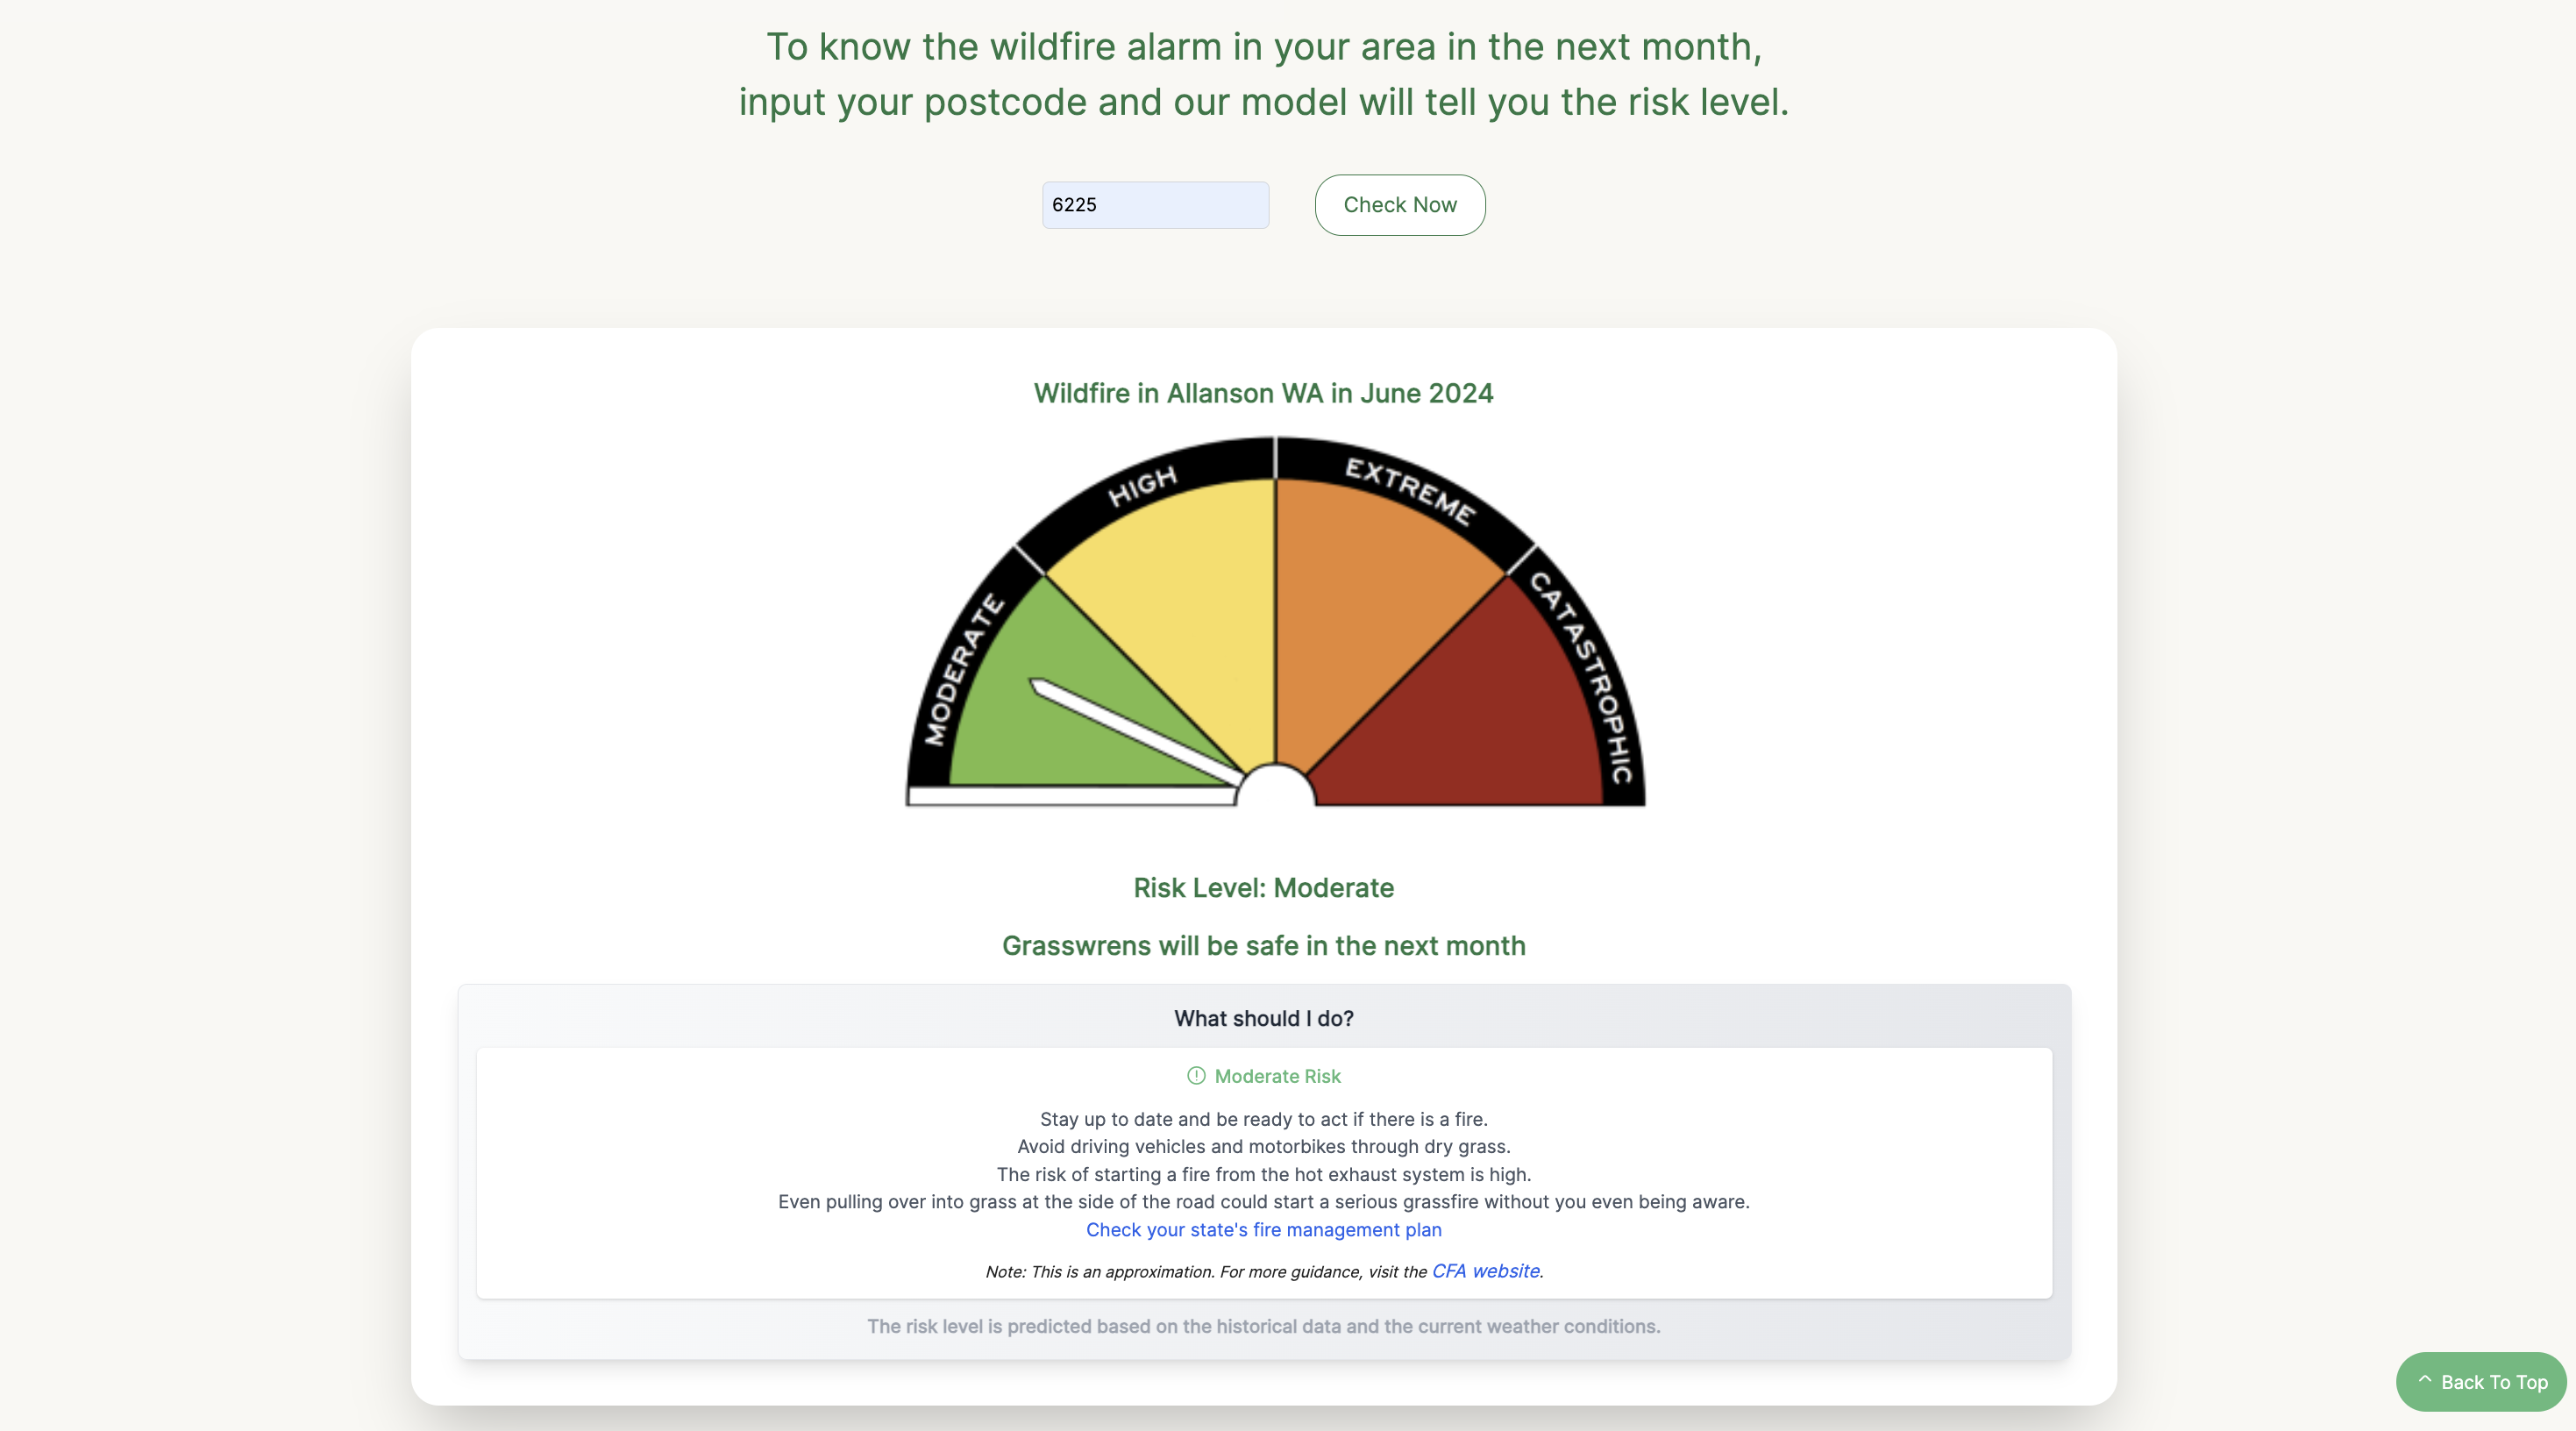 To know the wildfire alarm in your area in the next month,
input your postcode and our model will tell you the risk level.
6225
Check Now
Wildfire in Allanson WA in June 2024
MODERATE
HIGH
EXTREME
CATASTROPHIC
Risk Level: Moderate
Grasswrens will be safe in the next month
What should I do?
Moderate Risk
Stay up to date and be ready to act if there is a fire.
Avoid driving vehicles and motorbikes through dry grass.
The risk of starting a fire from the hot exhaust system is high.
Even pulling over into grass at the side of the road could start a serious grassfire without you even being aware.
Check your state's fire management plan
Note: This is an approximation. For more guidance, visit the CFA website.
The risk level is predicted based on the historical data and the current weather conditions.
Back To Top